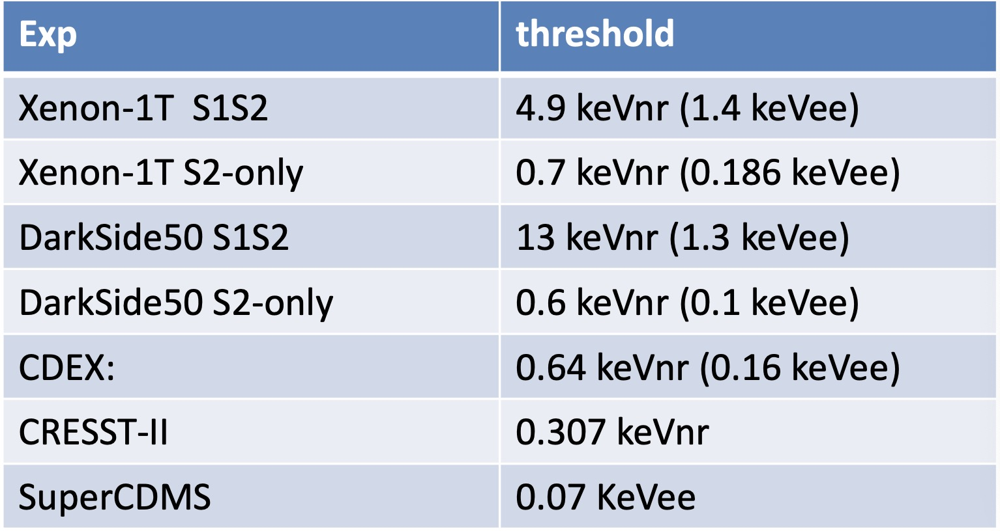 Exp threshold
Xenon-1T S1S2 4.9 keVnr (1.4 keVee)
Xenon-1T S2-only 0.7 keVnr (0.186 keVee)
DarkSide50 S1S2 13 keVnr (1.3 keVee)
DarkSide50 S2-only 0.6 keVnr (0.1 keVee)
CDEX: 0.64 keVnr (0.16 keVee)
CRESST-II 0.307 keVnr
SuperCDMS 0.07 KeVee